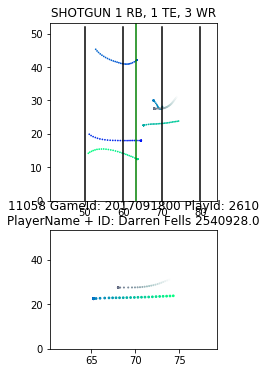 SHOTGUN 1 RB, 1 TE, 3 WR
50
40
30
20
10
0
50 60 70 80
11058 GameId: 2017091800 PlayId: 2610
PlayerName + ID: Darren Fells 2540928.0
40
20
0
65 70 75